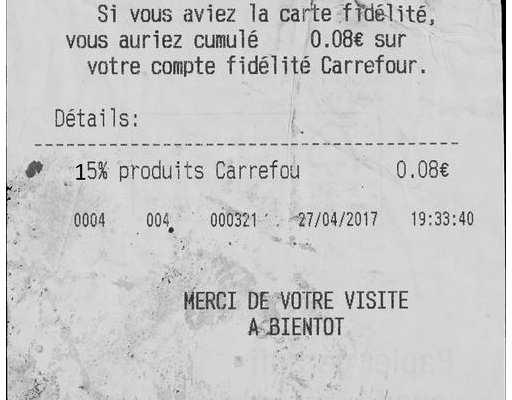 Si vous aviez la carte fidélité,
vous auriez cumulé 0.08€ sur
votre compte fidélité Carrefour.
Détails:
--------------------------------------------
15% produits Carrefou 0.08€
0004 004 000321 27/04/2017 19:33:40
MERCI DE VOTRE VISITE
A BIENTOT